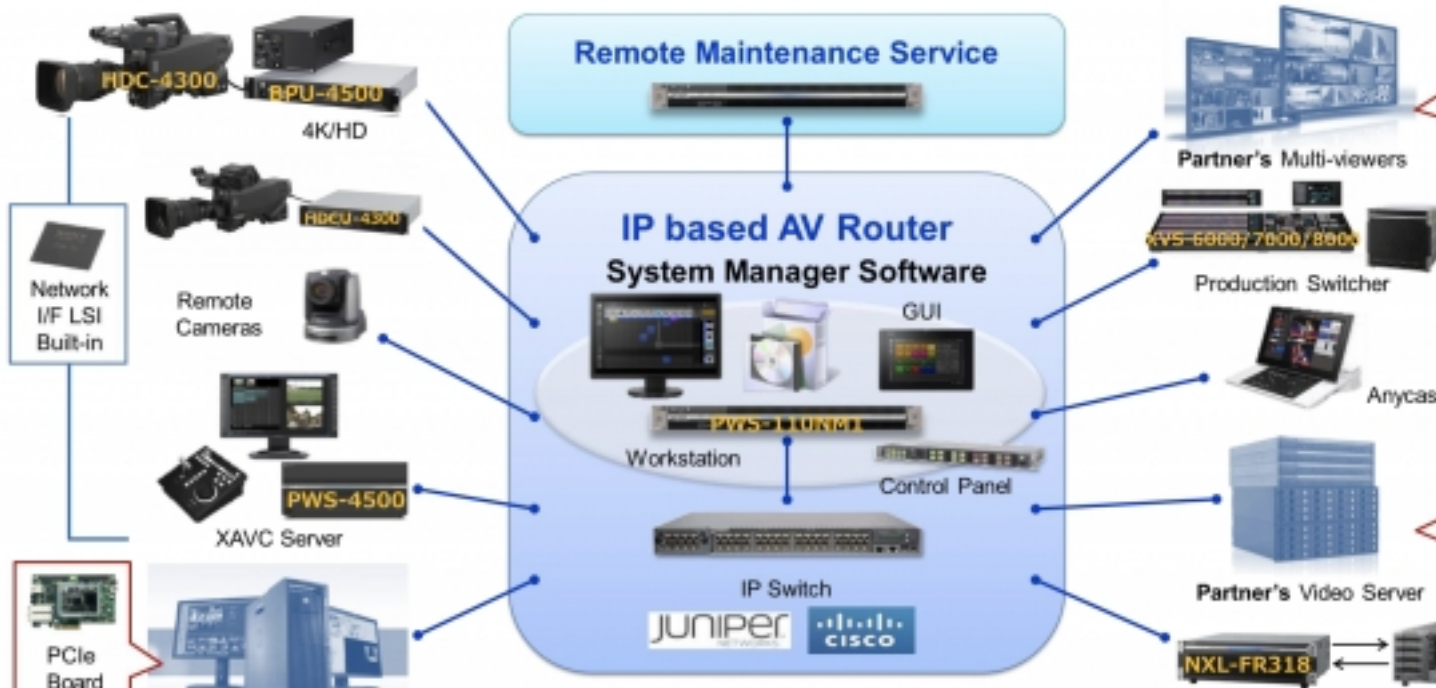 HDC-4300
BPU-4500
4K/HD
HDCU-4300
Network
I/F LSI
Built-in
Remote
Cameras
PWS-4500
XAVC Server
PCIe
Board
Remote Maintenance Service
IP based AV Router
System Manager Software
GUI
PWS-110NM1
Workstation
Control Panel
IP Switch
JUNIPER
NETWORKS
CISCO
Partner's Multi-viewers
XVS-6000/7000/8000
Production Switcher
Anycas
Partner's Video Server
NXL-FR318